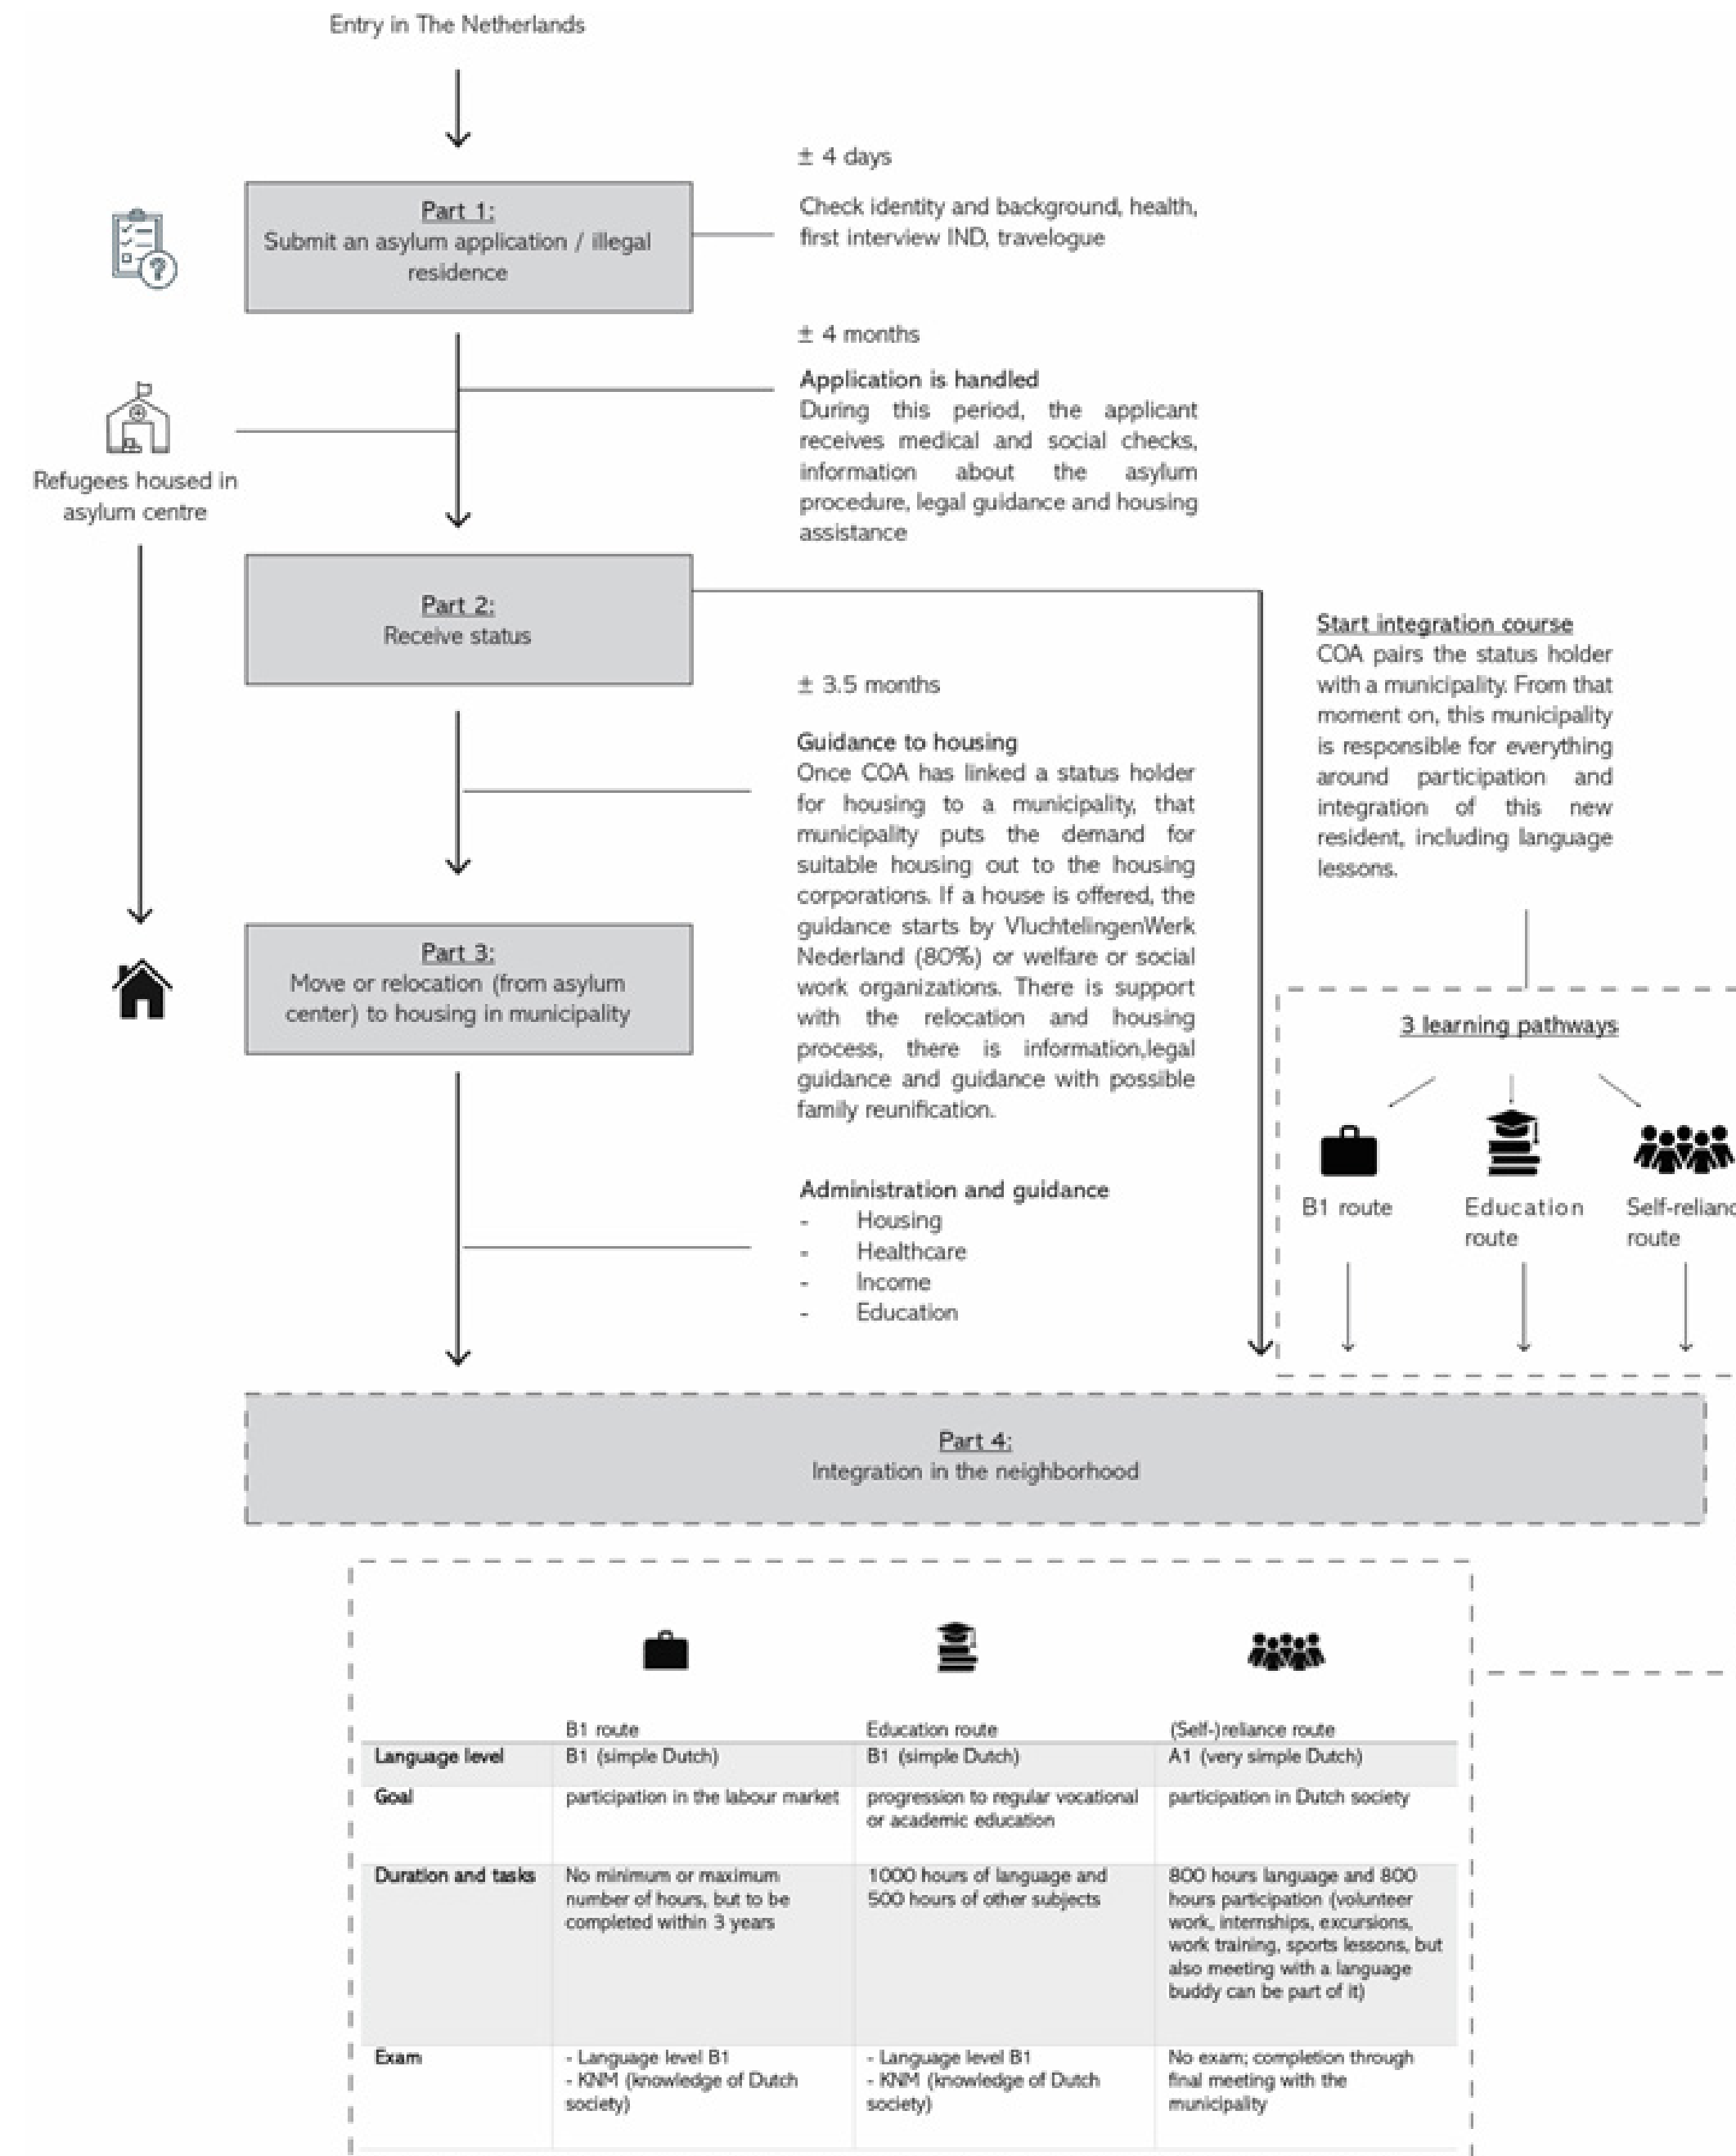 Entry in The Netherlands
± 4 days
Part 1:
Submit an asylum application / illegal
residence
Check identity and background, health,
first interview IND, travelogue
± 4 months
Application is handled
During this period, the applicant
receives medical and social checks,
information about the asylum
procedure, legal guidance and housing
assistance
Refugees housed in
asylum centre
Part 2:
Receive status
Start integration course
COA pairs the status holder
with a municipality. From that
moment on, this municipality
is responsible for everything
around participation and
integration of this new
resident, including language
lessons.
± 3.5 months
Guidance to housing
Once COA has linked a status holder
for housing to a municipality, that
municipality puts the demand for
suitable housing out to the housing
corporations. If a house is offered, the
guidance starts by VluchtelingenWerk
Nederland (80%) or welfare or social
work organizations. There is support
with the relocation and housing
process, there is information,legal
guidance and guidance with possible
family reunification.
Part 3:
Move or relocation (from asylum
center) to housing in municipality
3 learning pathways
B1 route
Education
route
Self-relianc
route
Administration and guidance
- Housing
- Healthcare
- Income
- Education
Part 4:
Integration in the neighborhood
B1 route
Education route
(Self-)reliance route
Language level
B1 (simple Dutch)
B1 (simple Dutch)
A1 (very simple Dutch)
Goal
participation in the labour market
progression to regular vocational
or academic education
participation in Dutch society
Duration and tasks
No minimum or maximum
number of hours, but to be
completed within 3 years
1000 hours of language and
500 hours of other subjects
800 hours language and 800
hours participation (volunteer
work, internships, excursions,
work training, sports lessons, but
also meeting with a language
buddy can be part of it)
Exam
- Language level B1
- KNM (knowledge of Dutch
society)
- Language level B1
- KNM (knowledge of Dutch
society)
No exam; completion through
final meeting with the
municipality